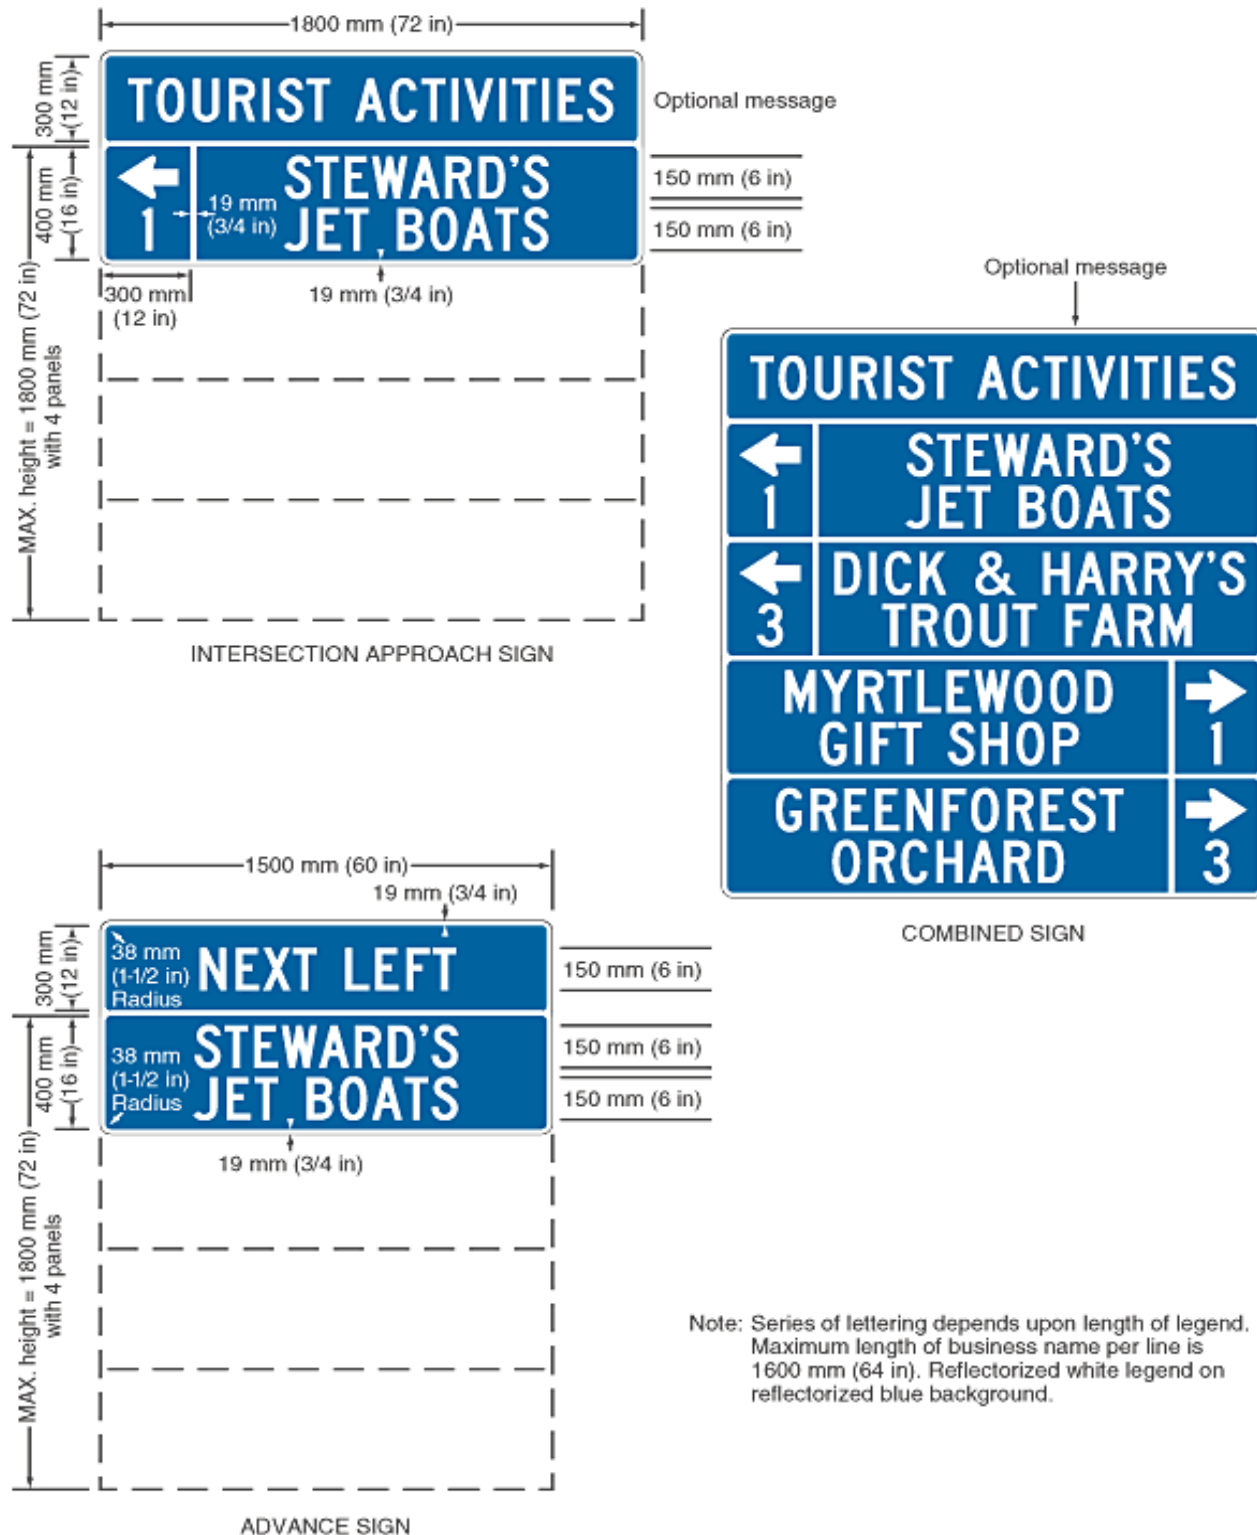 1800 mm (72 in)
300 mm
(12 in)
TOURIST ACTIVITIES
Optional message
MAX. height = 1800 mm (72 in)
with 4 panels
400 mm
(16 in)
1
19 mm
(3/4 in)
STEWARD'S
JET BOATS
150 mm (6 in)
150 mm (6 in)
300 mm
(12 in)
19 mm (3/4 in)
INTERSECTION APPROACH SIGN
Optional message
TOURIST ACTIVITIES
1
STEWARD'S
JET BOATS
3
DICK & HARRY'S
TROUT FARM
MYRTLEWOOD
GIFT SHOP
1
GREENFOREST
ORCHARD
3
COMBINED SIGN
1500 mm (60 in)
19 mm (3/4 in)
300 mm
(12 in)
38 mm
(1-1/2 in)
Radius
NEXT LEFT
150 mm (6 in)
MAX. height = 1800 mm (72 in)
with 4 panels
400 mm
(16 in)
38 mm
(1-1/2 in)
Radius
STEWARD'S
JET BOATS
150 mm (6 in)
150 mm (6 in)
19 mm (3/4 in)
ADVANCE SIGN
Note: Series of lettering depends upon length of legend.
Maximum length of business name per line is
1600 mm (64 in). Reflectorized white legend on
reflectorized blue background.